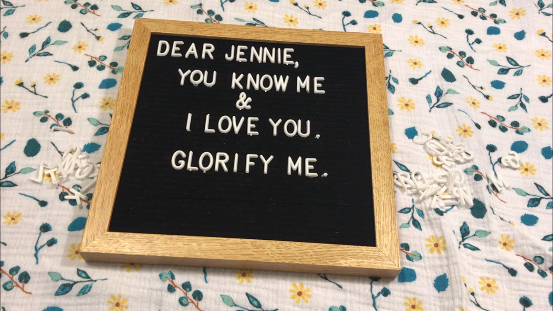 DEAR JENNIE,
YOU KNOW ME
&
I LOVE YOU.
GLORIFY ME.